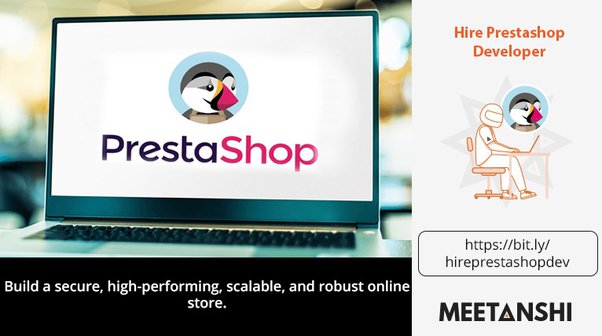 PrestaShop
Build a secure, high-performing, scalable, and robust online
store.
Hire Prestashop
Developer
https://bit.ly/
hireprestashopdev
MEETANSHI